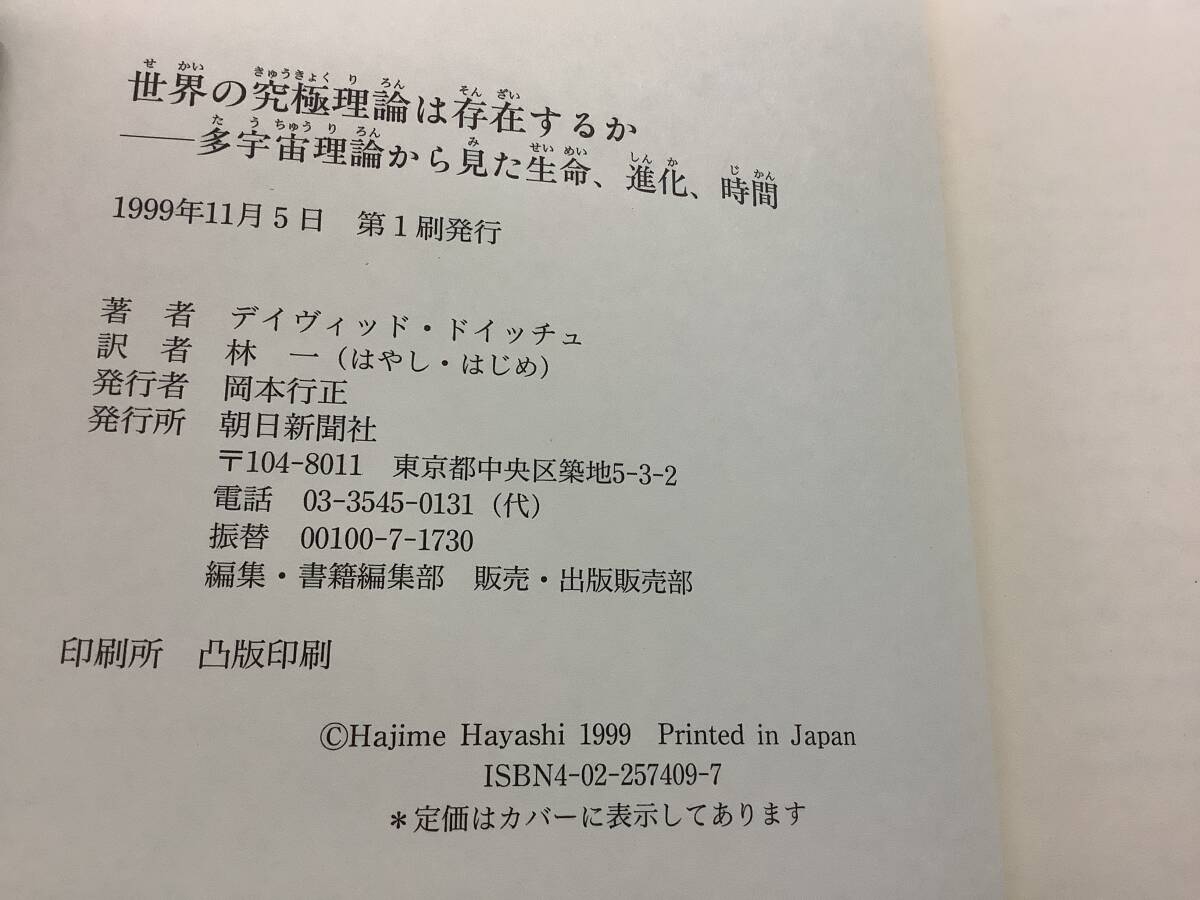 世界の究極理論は存在するか
――多宇宙理論から見た生命、進化、時間
1999年11月5日　第1刷発行
著　者　デイヴィッド・ドイッチュ
訳　者　林　一（はやし・はじめ）
発行者　岡本行正
発行所　朝日新聞社
〒104-8011　東京都中央区築地5-3-2
電話　03-3545-0131（代）
振替　00100-7-1730
編集・書籍編集部　販売・出版販売部
印刷所　凸版印刷
©Hajime Hayashi 1999　Printed in Japan
ISBN4-02-257409-7
＊定価はカバーに表示してあります